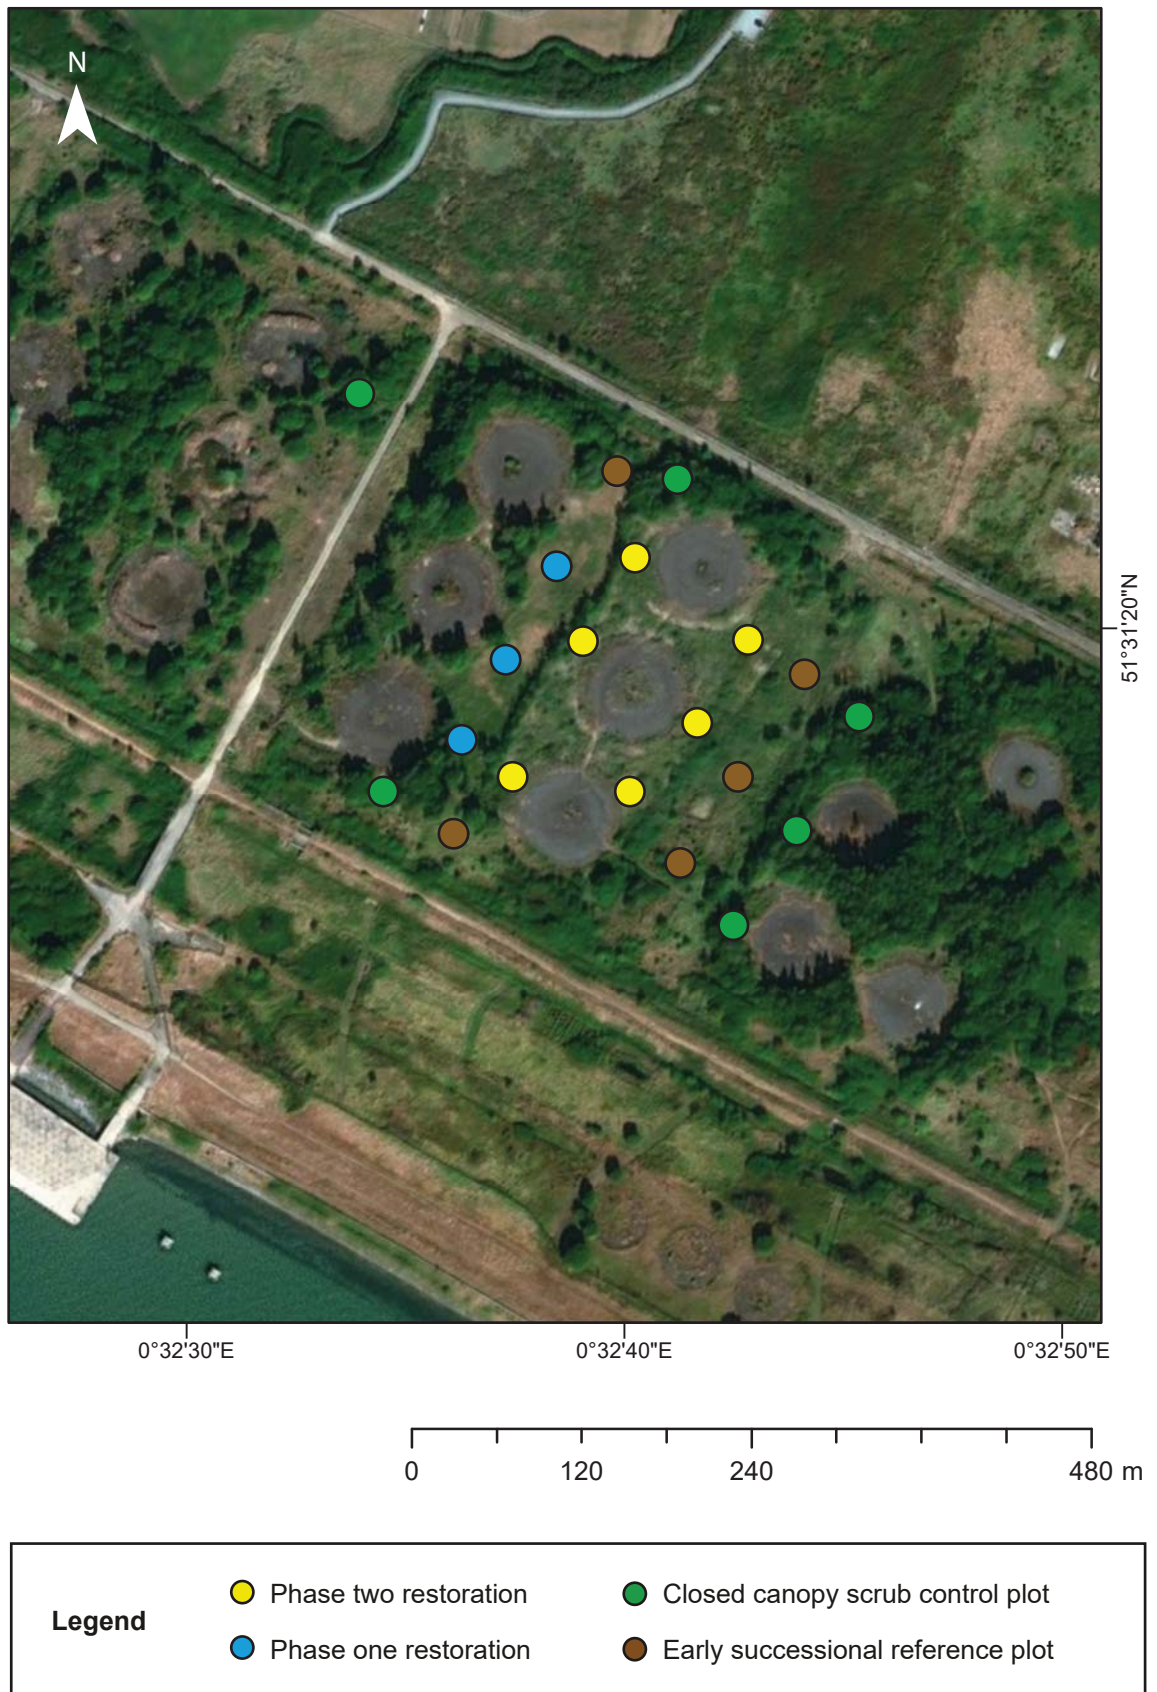 N
51°31'20"N
0°32'30"E 0°32'40"E 0°32'50"E
0 120 240 480 m
Legend
Phase two restoration
Closed canopy scrub control plot
Phase one restoration
Early successional reference plot